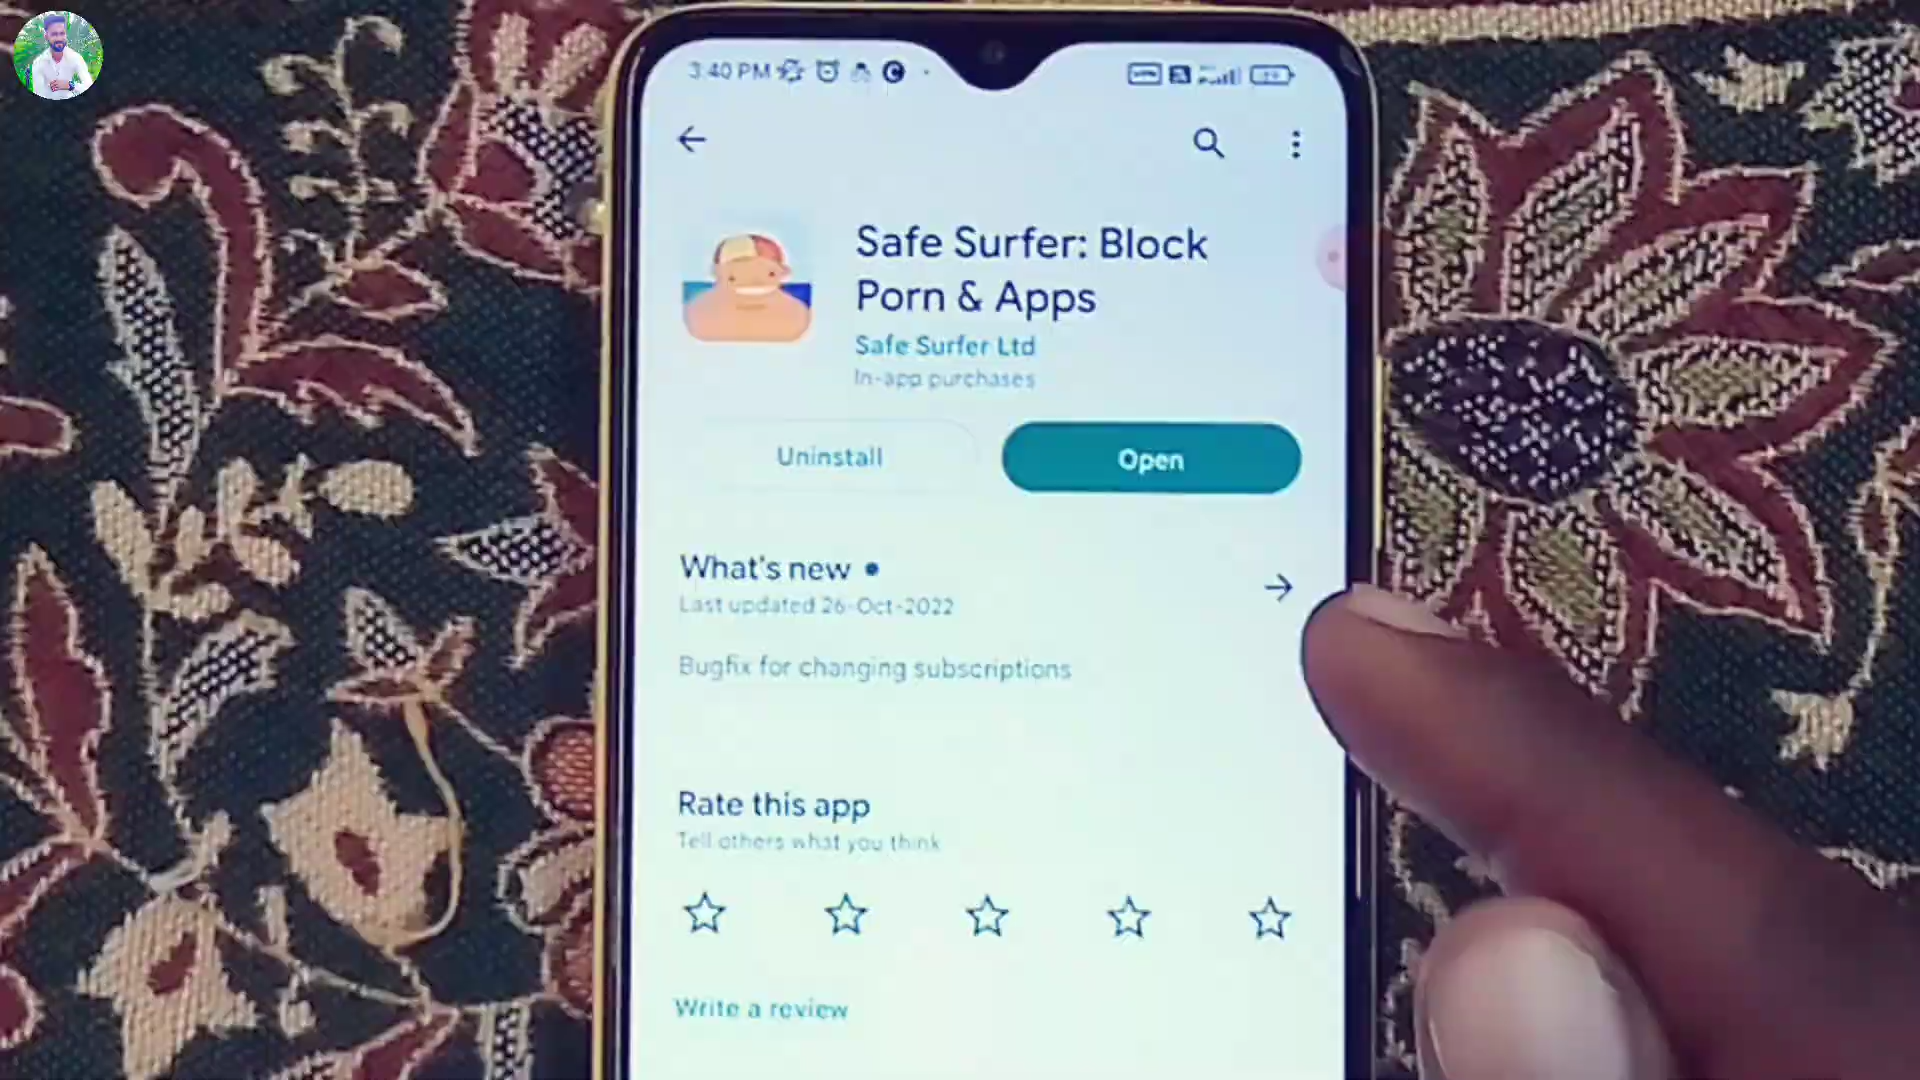 3:40 PM
Safe Surfer: Block
Porn & Apps
Safe Surfer Ltd
In-app purchases
Uninstall
Open
What's new •
Last updated 26-Oct-2022
Bugfix for changing subscriptions
Rate this app
Tell others what you think
Write a review